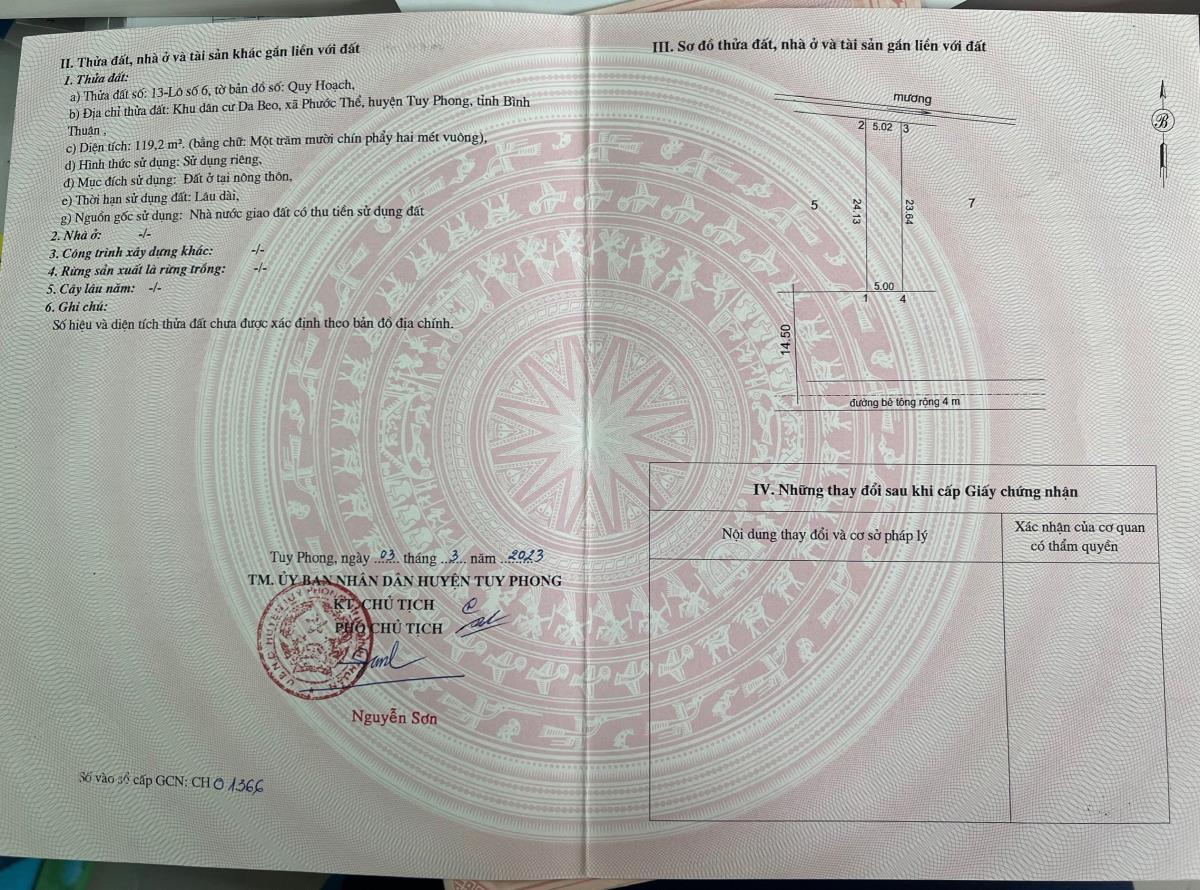 II. Thửa đất, nhà ở và tài sản khác gắn liền với đất
1. Thửa đất:
a) Thửa đất số: 13-Lô số 6, tờ bản đồ số: Quy Hoạch,
b) Địa chỉ thửa đất: Khu dân cư Da Beo, xã Phước Thể, huyện Tuy Phong, tỉnh Bình
Thuận ,
c) Diện tích: 119,2 m². (bằng chữ: Một trăm mười chín phẩy hai mét vuông),
d) Hình thức sử dụng: Sử dụng riêng,
đ) Mục đích sử dụng: Đất ở tại nông thôn,
e) Thời hạn sử dụng đất: Lâu dài,
g) Nguồn gốc sử dụng: Nhà nước giao đất có thu tiền sử dụng đất
2. Nhà ở: -/-
3. Công trình xây dựng khác: -/-
4. Rừng sản xuất là rừng trồng: -/-
5. Cây lâu năm: -/-
6. Ghi chú:
Số hiệu và diện tích thửa đất chưa được xác định theo bản đồ địa chính.
Tuy Phong, ngày 03 tháng 3 năm 2023
TM. ỦY BAN NHÂN DÂN HUYỆN TUY PHONG
KT. CHỦ TỊCH
PHÓ CHỦ TỊCH
Nguyễn Sơn
Số vào sổ cấp GCN: CH 01366
III. Sơ đồ thửa đất, nhà ở và tài sản gắn liền với đất
mương
B
2 5.02 3
5 24.13 23.64 7
5.00
1 4
14.50
đường bê tông rộng 4 m
IV. Những thay đổi sau khi cấp Giấy chứng nhận
Nội dung thay đổi và cơ sở pháp lý
Xác nhận của cơ quan
có thẩm quyền